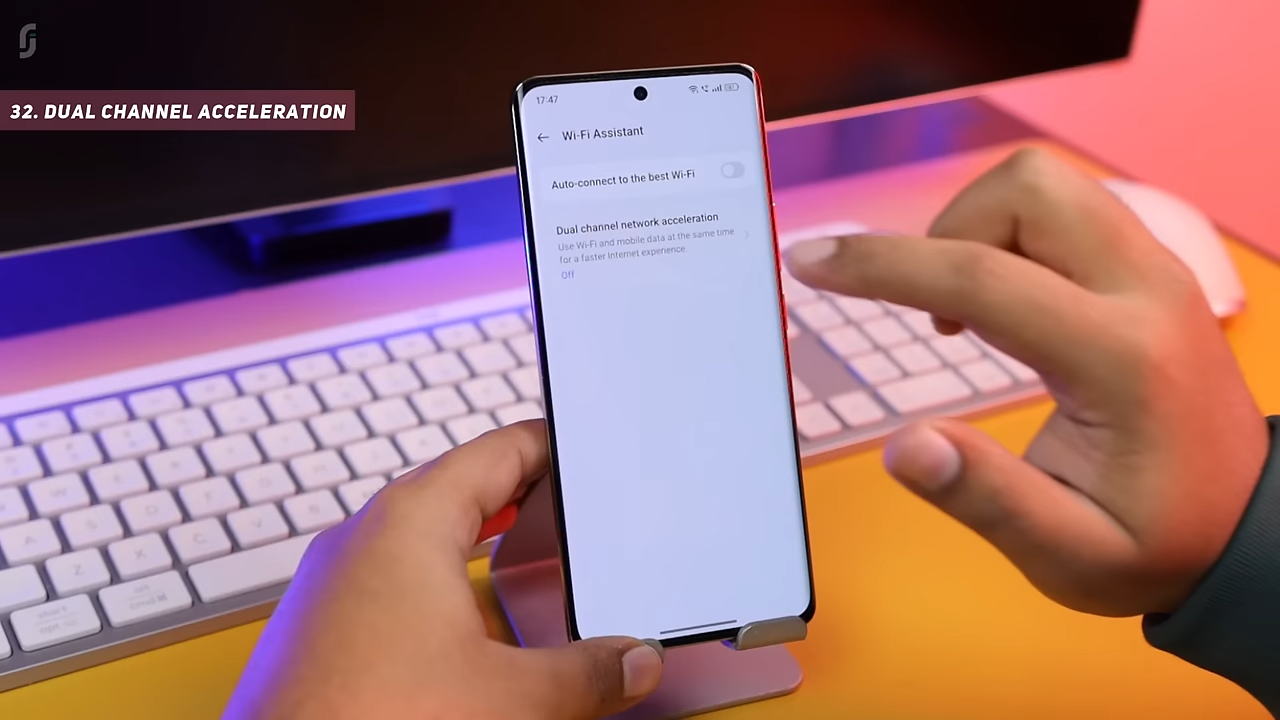 32. DUAL CHANNEL ACCELERATION
17:47
Wi-Fi Assistant
Auto-connect to the best Wi-Fi
Dual channel network acceleration
Use Wi-Fi and mobile data at the same time
for a faster Internet experience.
Off
A
Z
X
C
V
opt